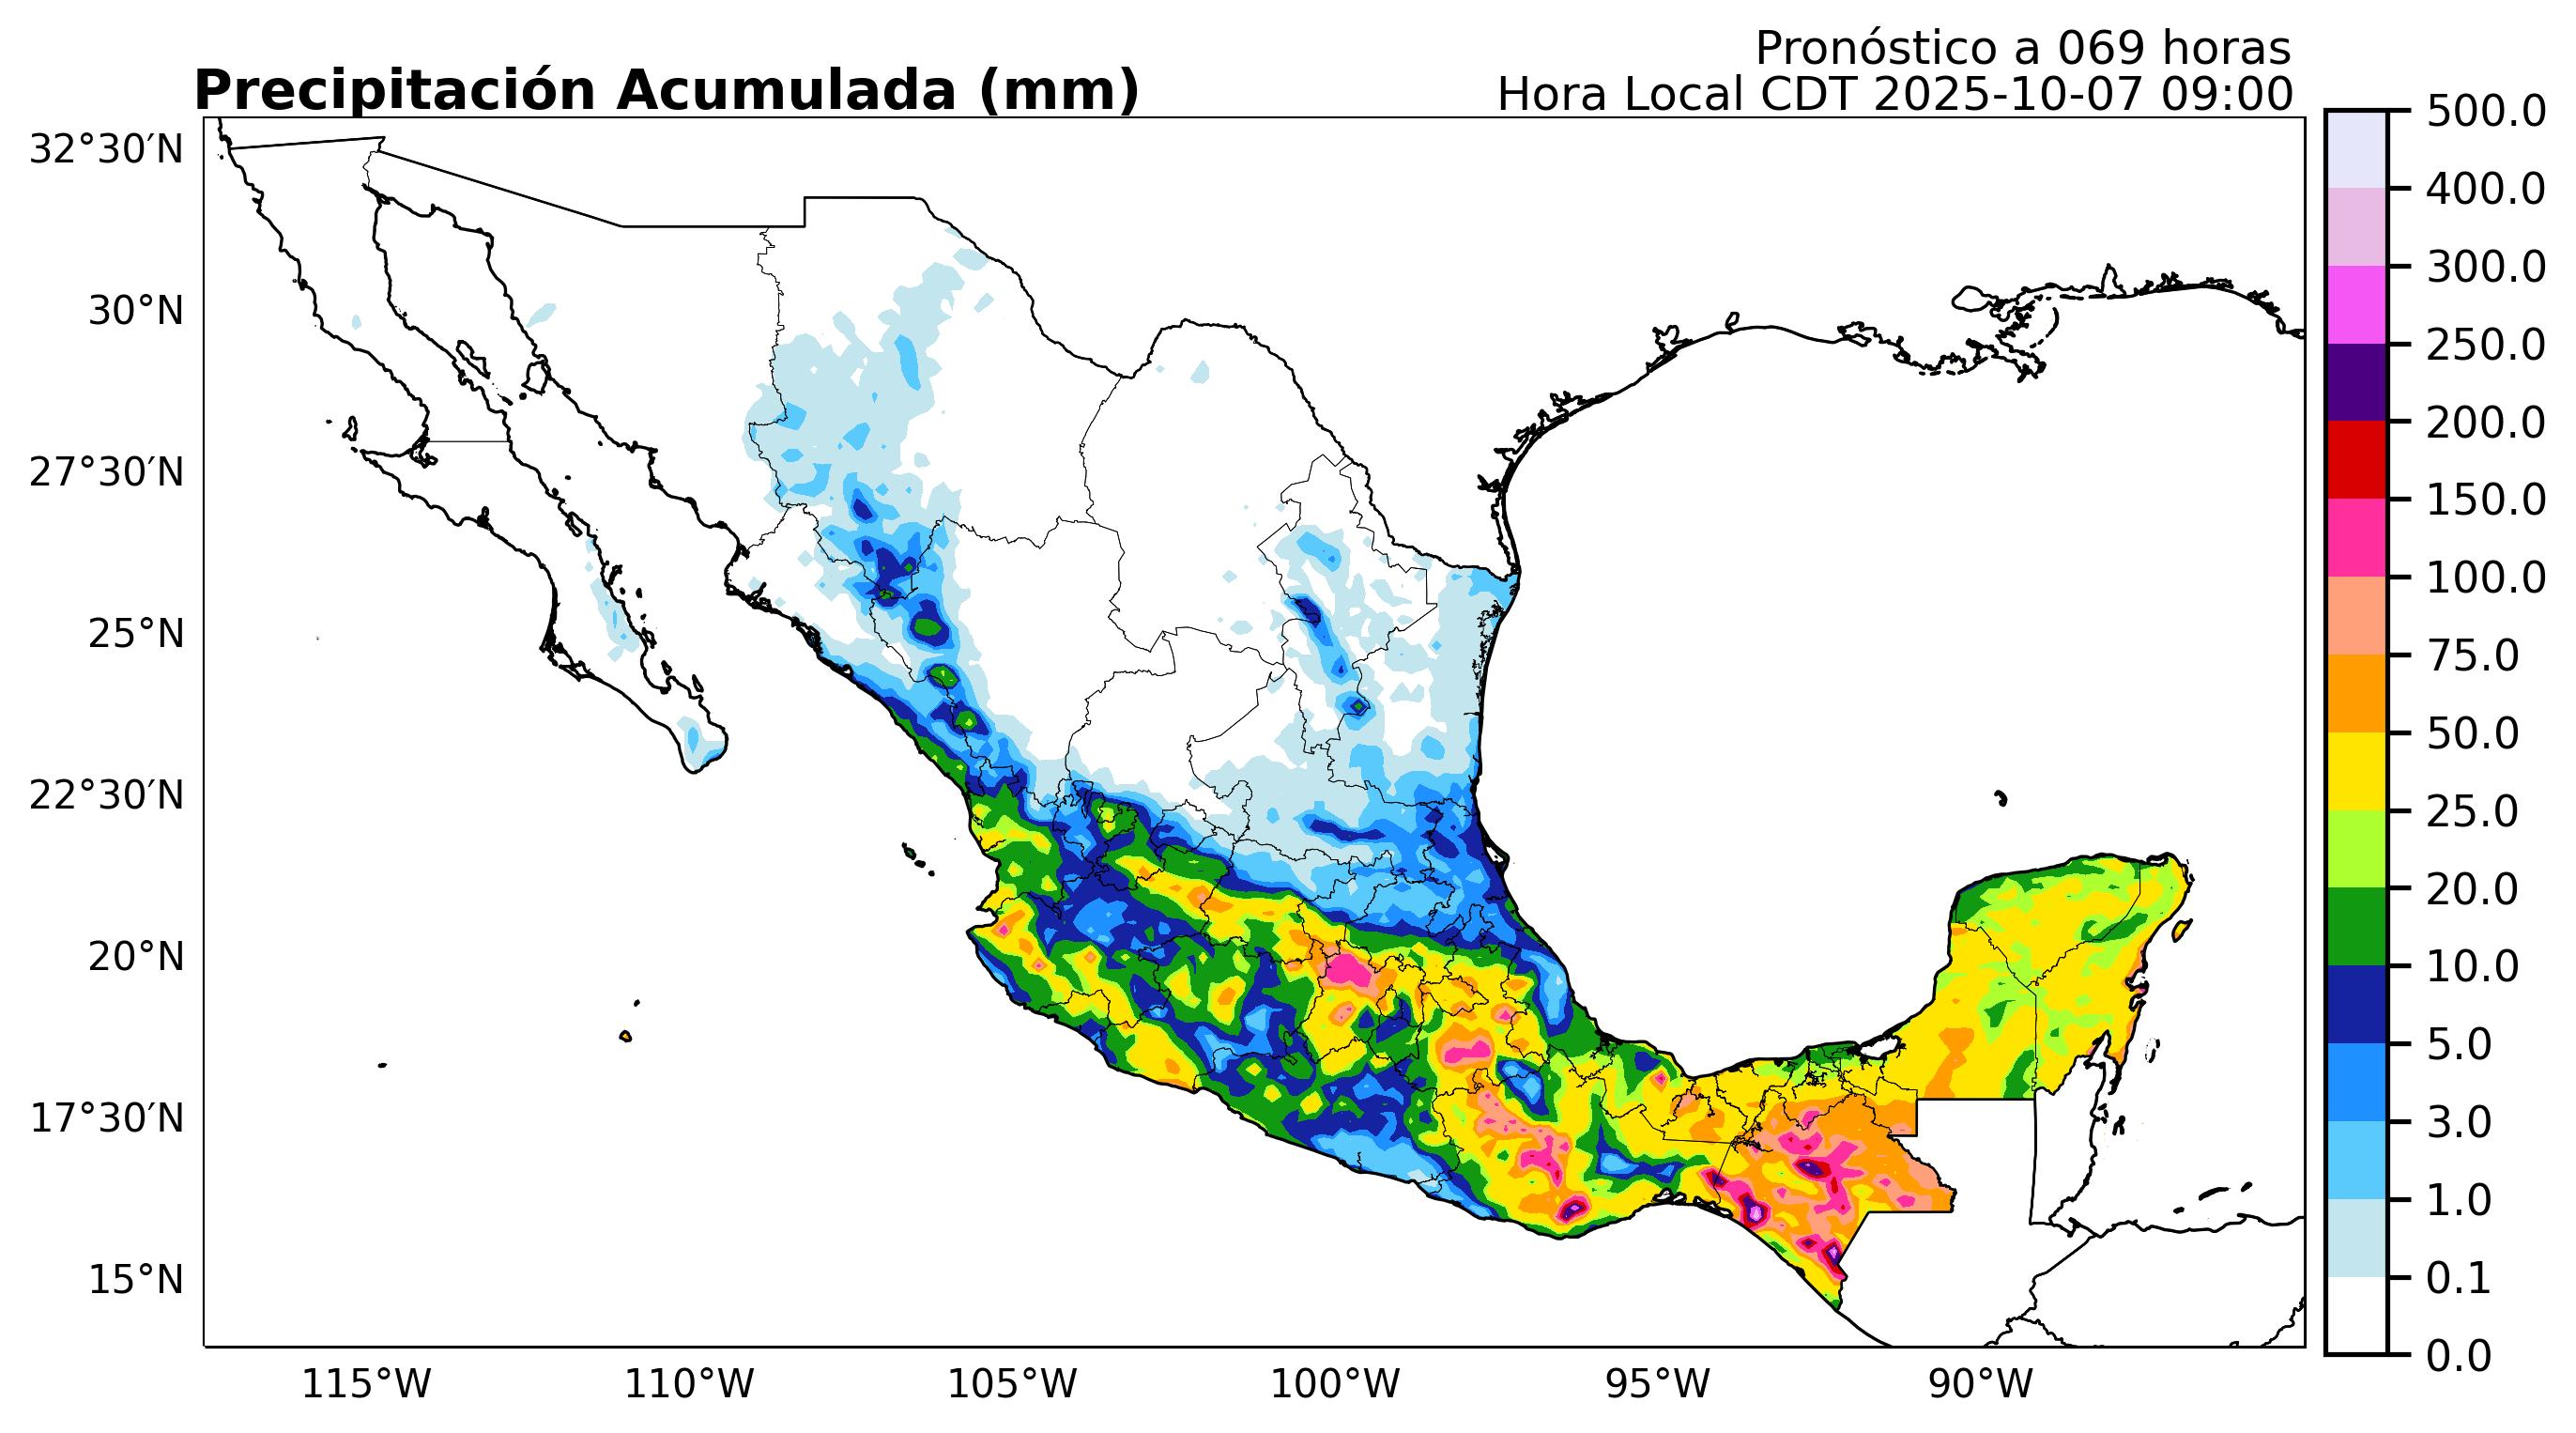 Pronóstico a 069 horas
Precipitación Acumulada (mm)
Hora Local CDT 2025-10-07 09:00
32°30′N
30°N
27°30′N
25°N
22°30′N
20°N
17°30′N
15°N
115°W
110°W
105°W
100°W
95°W
90°W
500.0
400.0
300.0
250.0
200.0
150.0
100.0
75.0
50.0
25.0
20.0
10.0
5.0
3.0
1.0
0.1
0.0